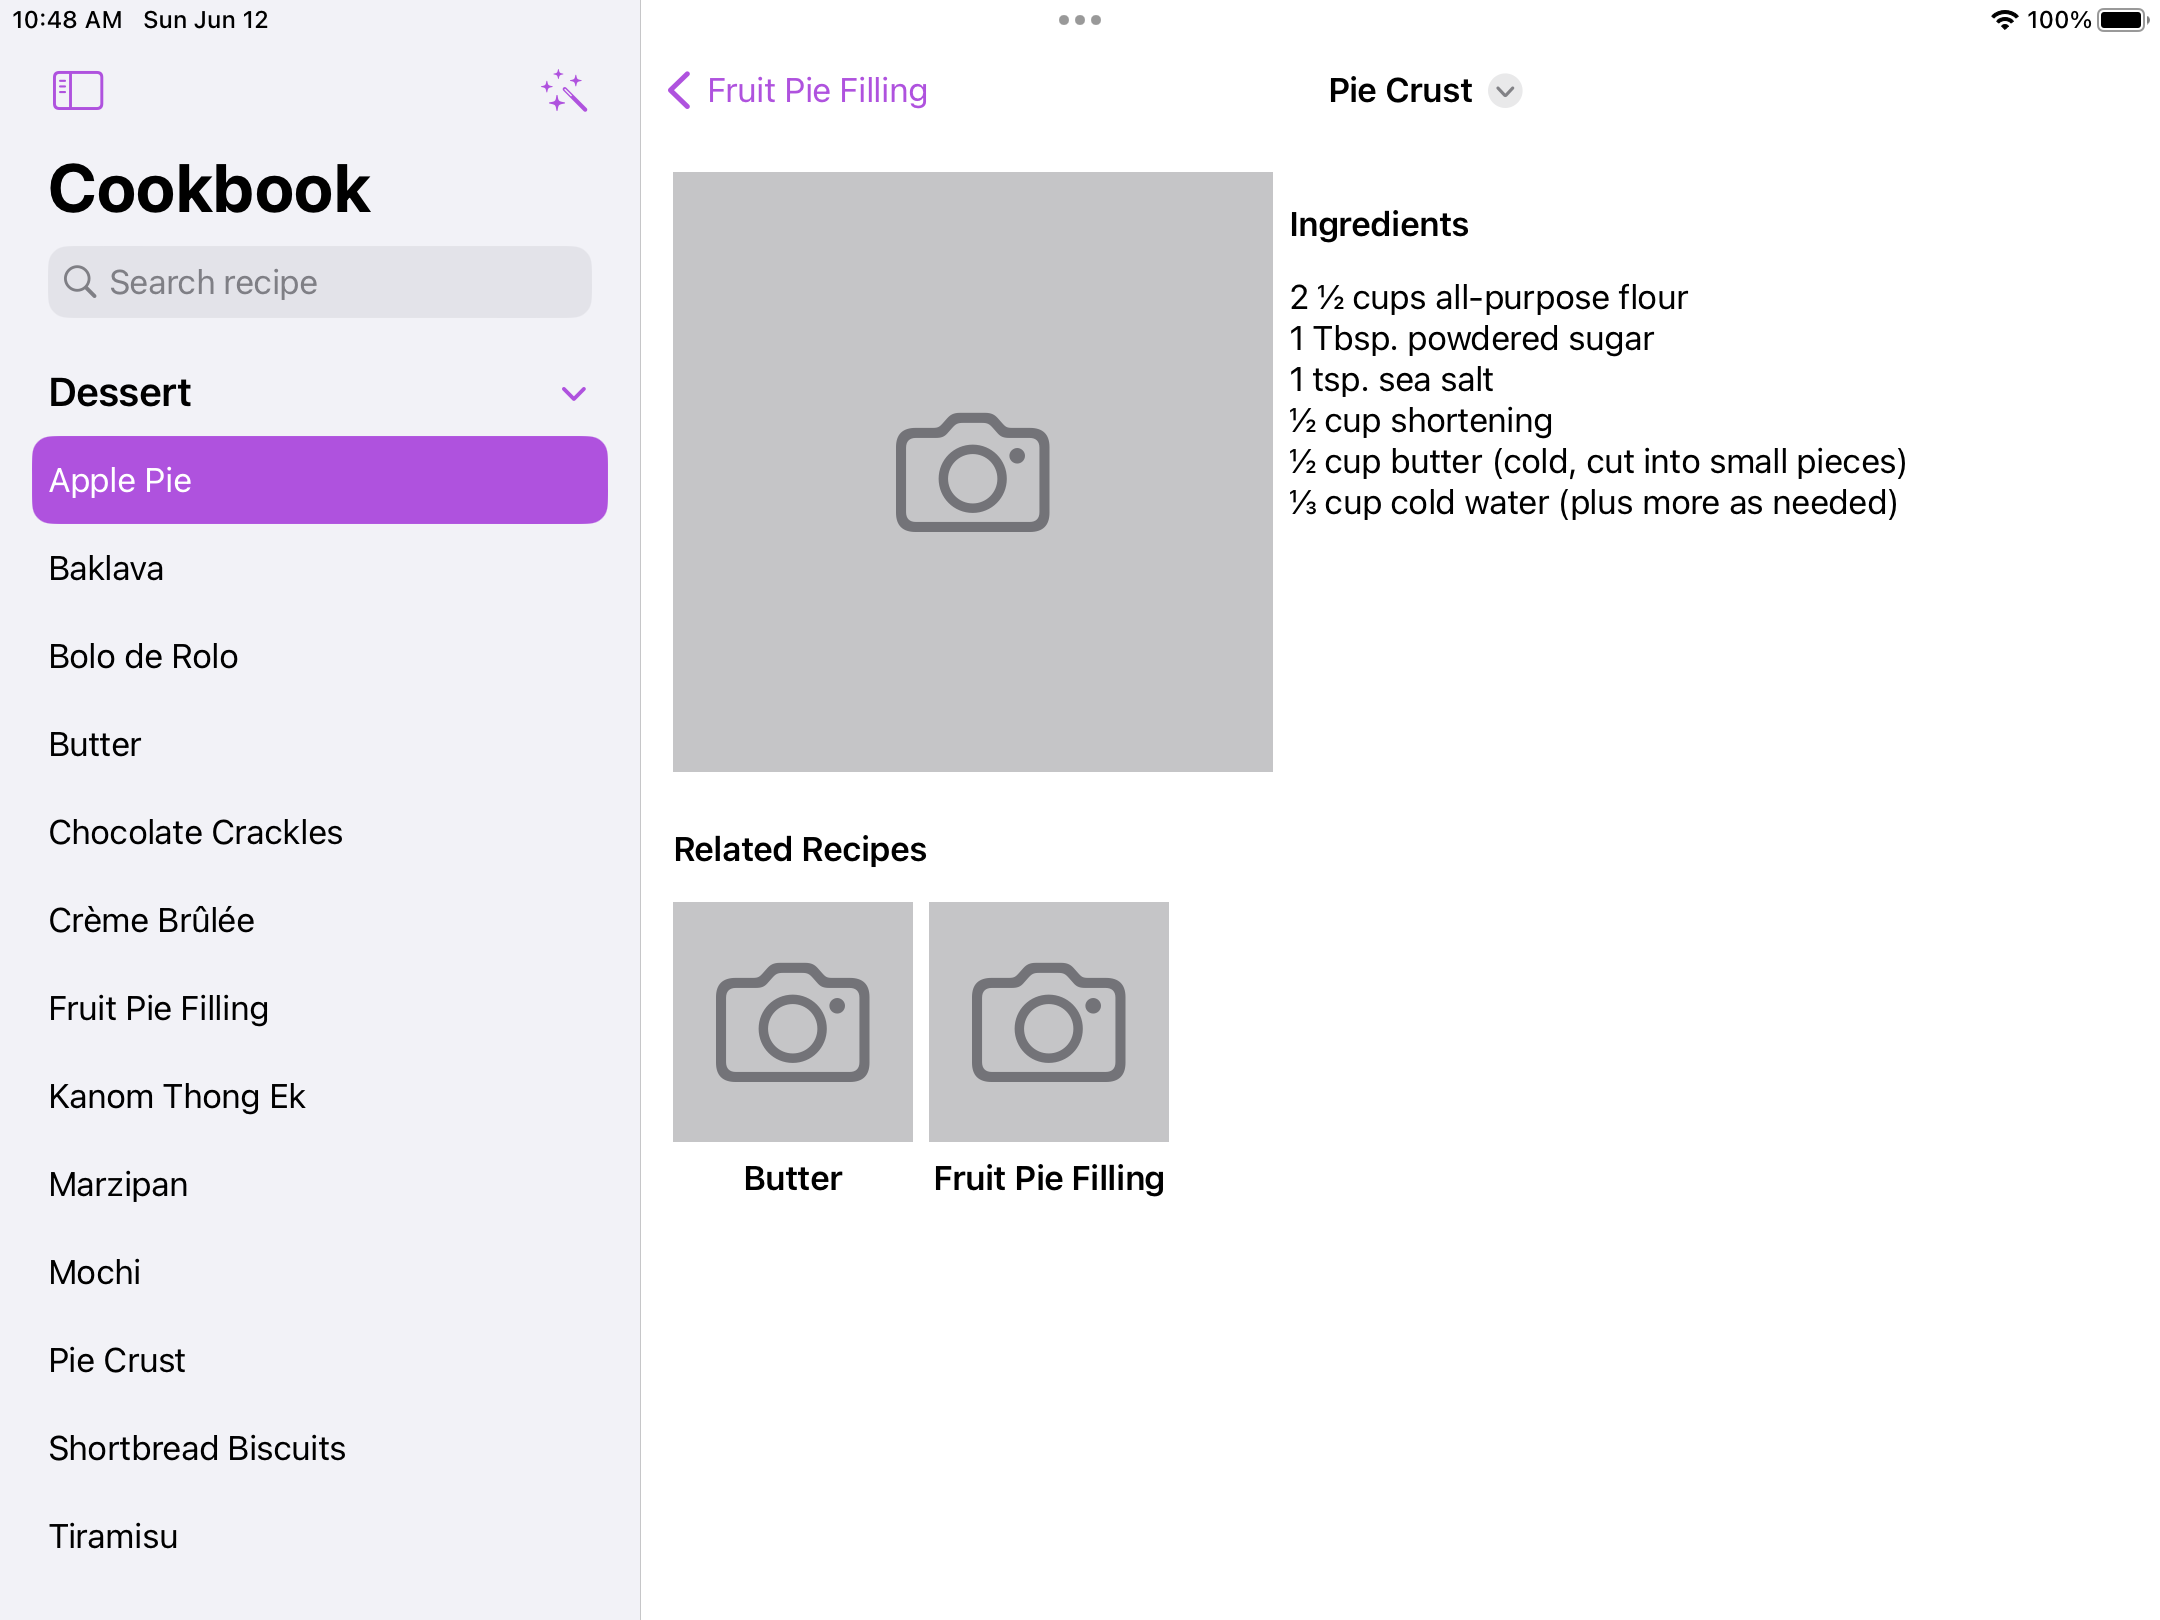 10:48 AM Sun Jun 12
100%
Cookbook
Search recipe
Dessert
Apple Pie
Baklava
Bolo de Rolo
Butter
Chocolate Crackles
Crème Brûlée
Fruit Pie Filling
Kanom Thong Ek
Marzipan
Mochi
Pie Crust
Shortbread Biscuits
Tiramisu
Fruit Pie Filling
Pie Crust
Ingredients
2 ½ cups all-purpose flour
1 Tbsp. powdered sugar
1 tsp. sea salt
½ cup shortening
½ cup butter (cold, cut into small pieces)
⅓ cup cold water (plus more as needed)
Related Recipes
Butter
Fruit Pie Filling